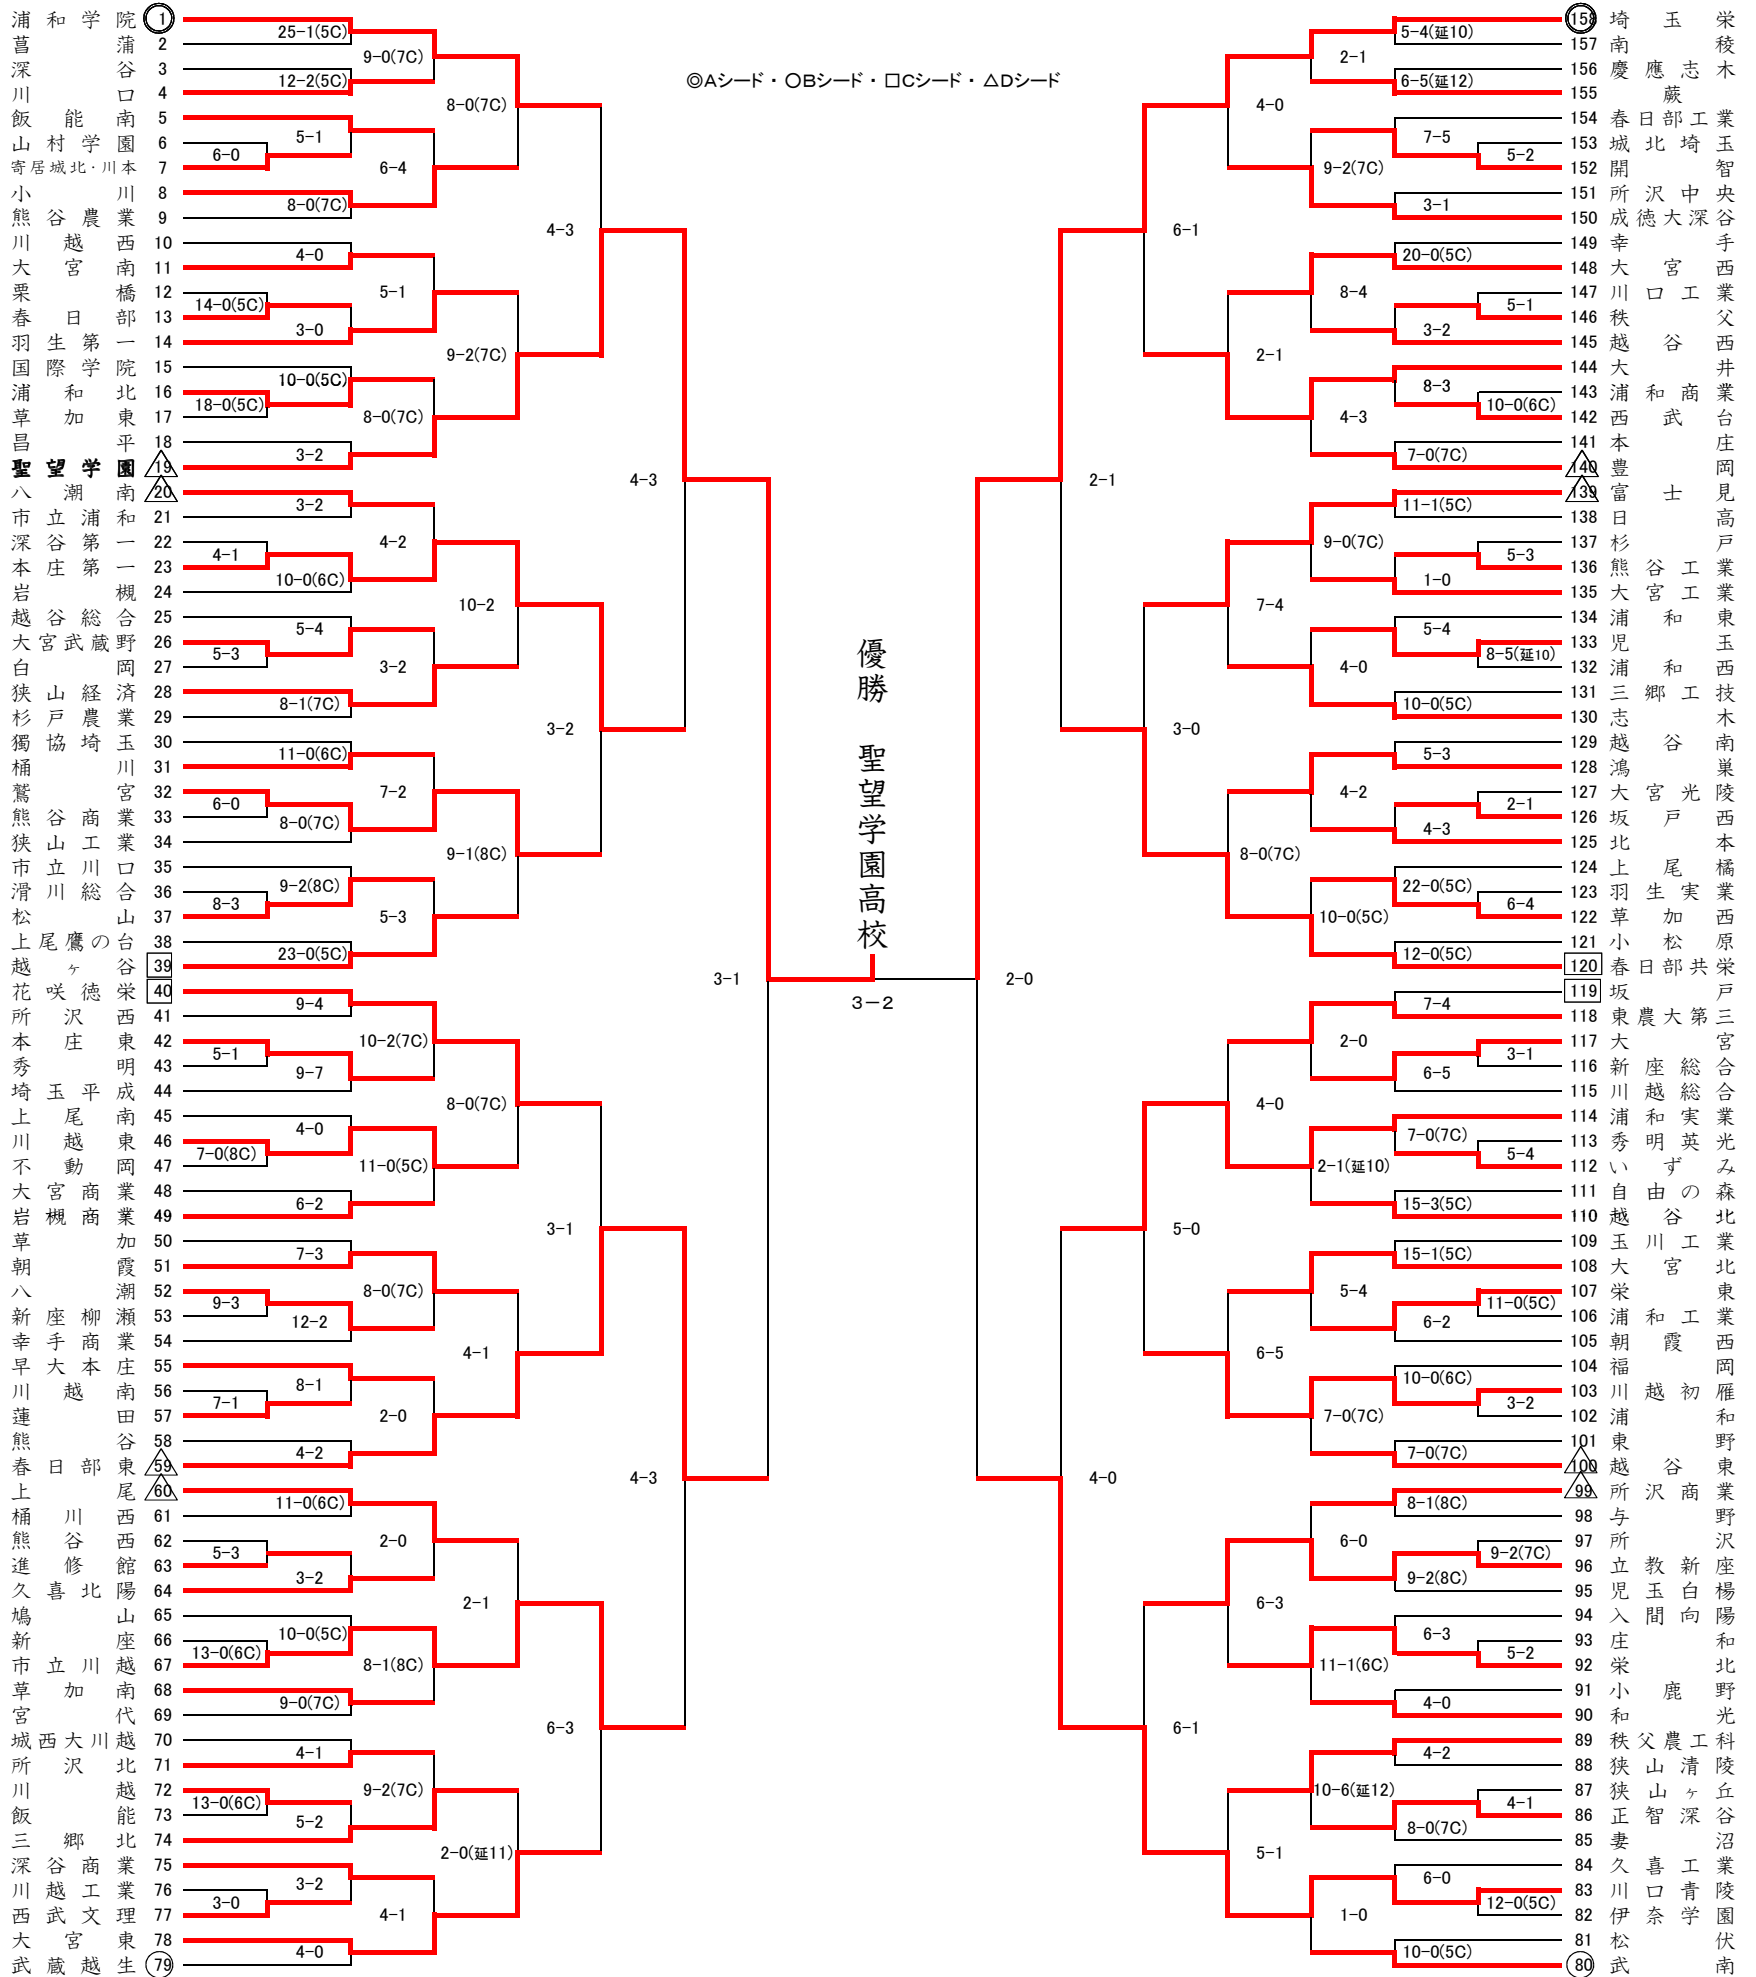 ◎Aシード・○Bシード・□Cシード・△Dシード
優勝 聖望学園高校
3−2
浦和学院 1
菖蒲 2
深谷 3
川口 4
飯能南 5
山村学園 6
寄居城北・川本 7
小川 8
熊谷農業 9
川越西 10
大宮南 11
栗橋 12
春日部 13
羽生第一 14
国際学院 15
浦和北 16
草加東 17
昌平 18
聖望学園 19
八潮南 20
市立浦和 21
深谷第一 22
本庄第一 23
岩槻 24
越谷総合 25
大宮武蔵野 26
白岡 27
狭山経済 28
杉戸農業 29
獨協埼玉 30
桶川 31
鷲宮 32
熊谷商業 33
狭山工業 34
市立川口 35
滑川総合 36
松山 37
上尾鷹の台 38
越ヶ谷 39
花咲徳栄 40
所沢西 41
本庄東 42
秀明 43
埼玉平成 44
上尾南 45
川越東 46
不動岡 47
大宮商業 48
岩槻商業 49
草加 50
朝霞 51
八潮 52
新座柳瀬 53
幸手商業 54
早大本庄 55
川越南 56
蓮田 57
熊谷 58
春日部東 59
上尾 60
桶川西 61
熊谷西 62
進修館 63
久喜北陽 64
鳩山 65
新座 66
市立川越 67
草加南 68
宮代 69
城西大川越 70
所沢北 71
川越 72
飯能 73
三郷北 74
深谷商業 75
川越工業 76
西武文理 77
大宮東 78
武蔵越生 79
6-0
14-0(5C)
18-0(5C)
4-1
5-3
6-0
8-3
5-1
7-0(8C)
9-3
7-1
5-3
13-0(6C)
13-0(6C)
3-0
25-1(5C)
12-2(5C)
5-1
8-0(7C)
4-0
3-0
10-0(5C)
3-2
3-2
10-0(6C)
5-4
8-1(7C)
11-0(6C)
8-0(7C)
9-2(8C)
23-0(5C)
9-4
9-7
4-0
6-2
7-3
12-2
8-1
4-2
11-0(6C)
3-2
10-0(5C)
9-0(7C)
4-1
5-2
3-2
4-0
9-0(7C)
6-4
5-1
8-0(7C)
4-2
3-2
7-2
5-3
10-2(7C)
11-0(5C)
8-0(7C)
2-0
2-0
8-1(8C)
9-2(7C)
4-1
8-0(7C)
9-2(7C)
10-2
9-1(8C)
8-0(7C)
4-1
2-1
2-0(延11)
4-3
3-2
3-1
6-3
4-3
4-3
3-1
2-0
2-1
4-0
6-1
3-0
5-0
6-1
4-0
2-1
7-4
8-0(7C)
4-0
6-5
6-3
5-1
2-1
9-2(7C)
8-4
4-3
9-0(7C)
4-0
4-2
10-0(5C)
2-0
2-1(延10)
5-4
7-0(7C)
6-0
11-1(6C)
10-6(延12)
1-0
5-4(延10)
6-5(延12)
7-5
3-1
20-0(5C)
3-2
8-3
7-0(7C)
11-1(5C)
1-0
5-4
10-0(5C)
5-3
4-3
22-0(5C)
12-0(5C)
7-4
6-5
7-0(7C)
15-3(5C)
15-1(5C)
6-2
10-0(6C)
7-0(7C)
8-1(8C)
9-2(8C)
6-3
4-0
4-2
8-0(7C)
6-0
10-0(5C)
5-2
5-1
10-0(6C)
5-3
8-5(延10)
2-1
6-4
3-1
5-4
11-0(5C)
3-2
9-2(7C)
5-2
4-1
12-0(5C)
158 埼玉栄
157 南稜
156 慶應志木
155 蕨
154 春日部工業
153 城北埼玉
152 開智
151 所沢中央
150 成徳大深谷
149 幸手
148 大宮西
147 川口工業
146 秩父
145 越谷西
144 大井
143 浦和商業
142 西武台
141 本庄
140 豊岡
139 富士見
138 日高
137 杉戸
136 熊谷工業
135 大宮工業
134 浦和東
133 児玉
132 浦和西
131 三郷工技
130 志木
129 越谷南
128 鴻巣
127 大宮光陵
126 坂戸西
125 北本
124 上尾橘
123 羽生実業
122 草加西
121 小松原
120 春日部共栄
119 坂戸
118 東農大第三
117 大宮
116 新座総合
115 川越総合
114 浦和実業
113 秀明英光
112 いずみ
111 自由の森
110 越谷北
109 玉川工業
108 大宮北
107 栄東
106 浦和工業
105 朝霞西
104 福岡
103 川越初雁
102 浦和
101 東野
100 越谷東
99 所沢商業
98 与野
97 所沢
96 立教新座
95 児玉白楊
94 入間向陽
93 庄和
92 栄北
91 小鹿野
90 和光
89 秩父農工科
88 狭山清陵
87 狭山ヶ丘
86 正智深谷
85 妻沼
84 久喜工業
83 川口青陵
82 伊奈学園
81 松伏
80 武南